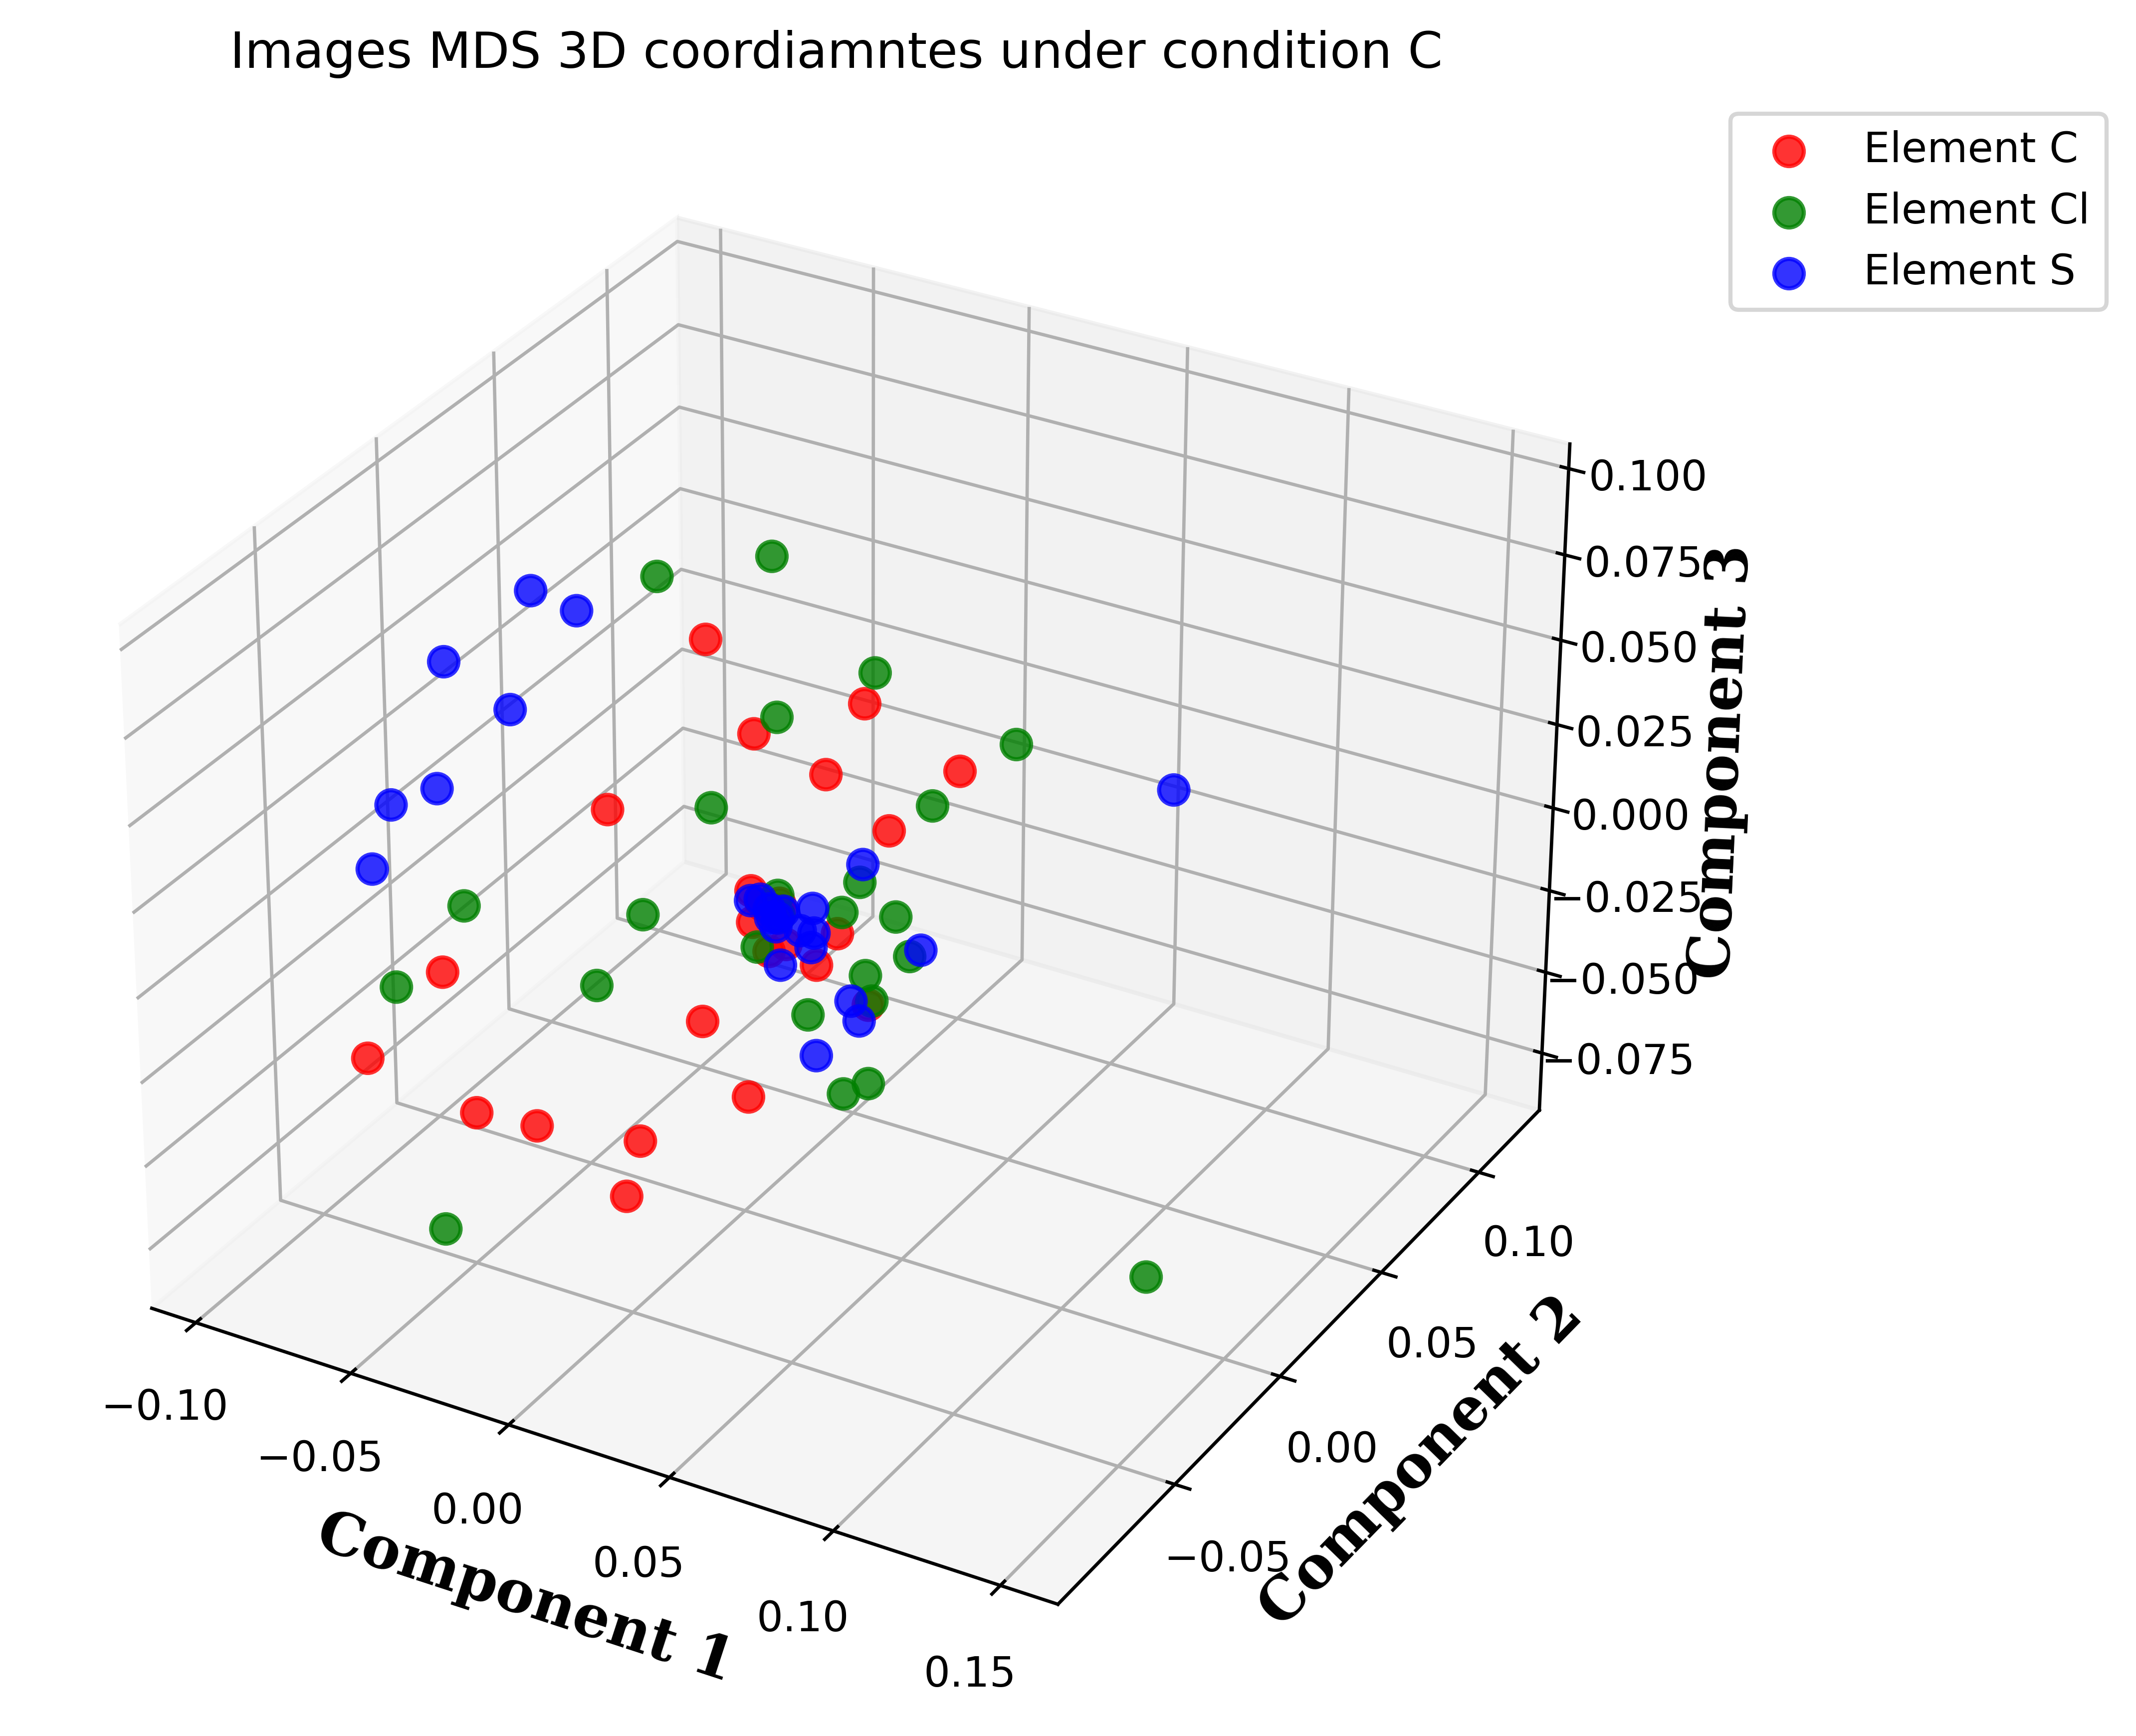 Images MDS 3D coordiamntes under condition C
Element C
Element Cl
Element S
0.100
0.075
0.050
0.025
0.000
−0.025
−0.050
−0.075
Component 3
0.10
0.05
0.00
−0.05
Component 2
−0.10
−0.05
0.00
0.05
0.10
0.15
Component 1